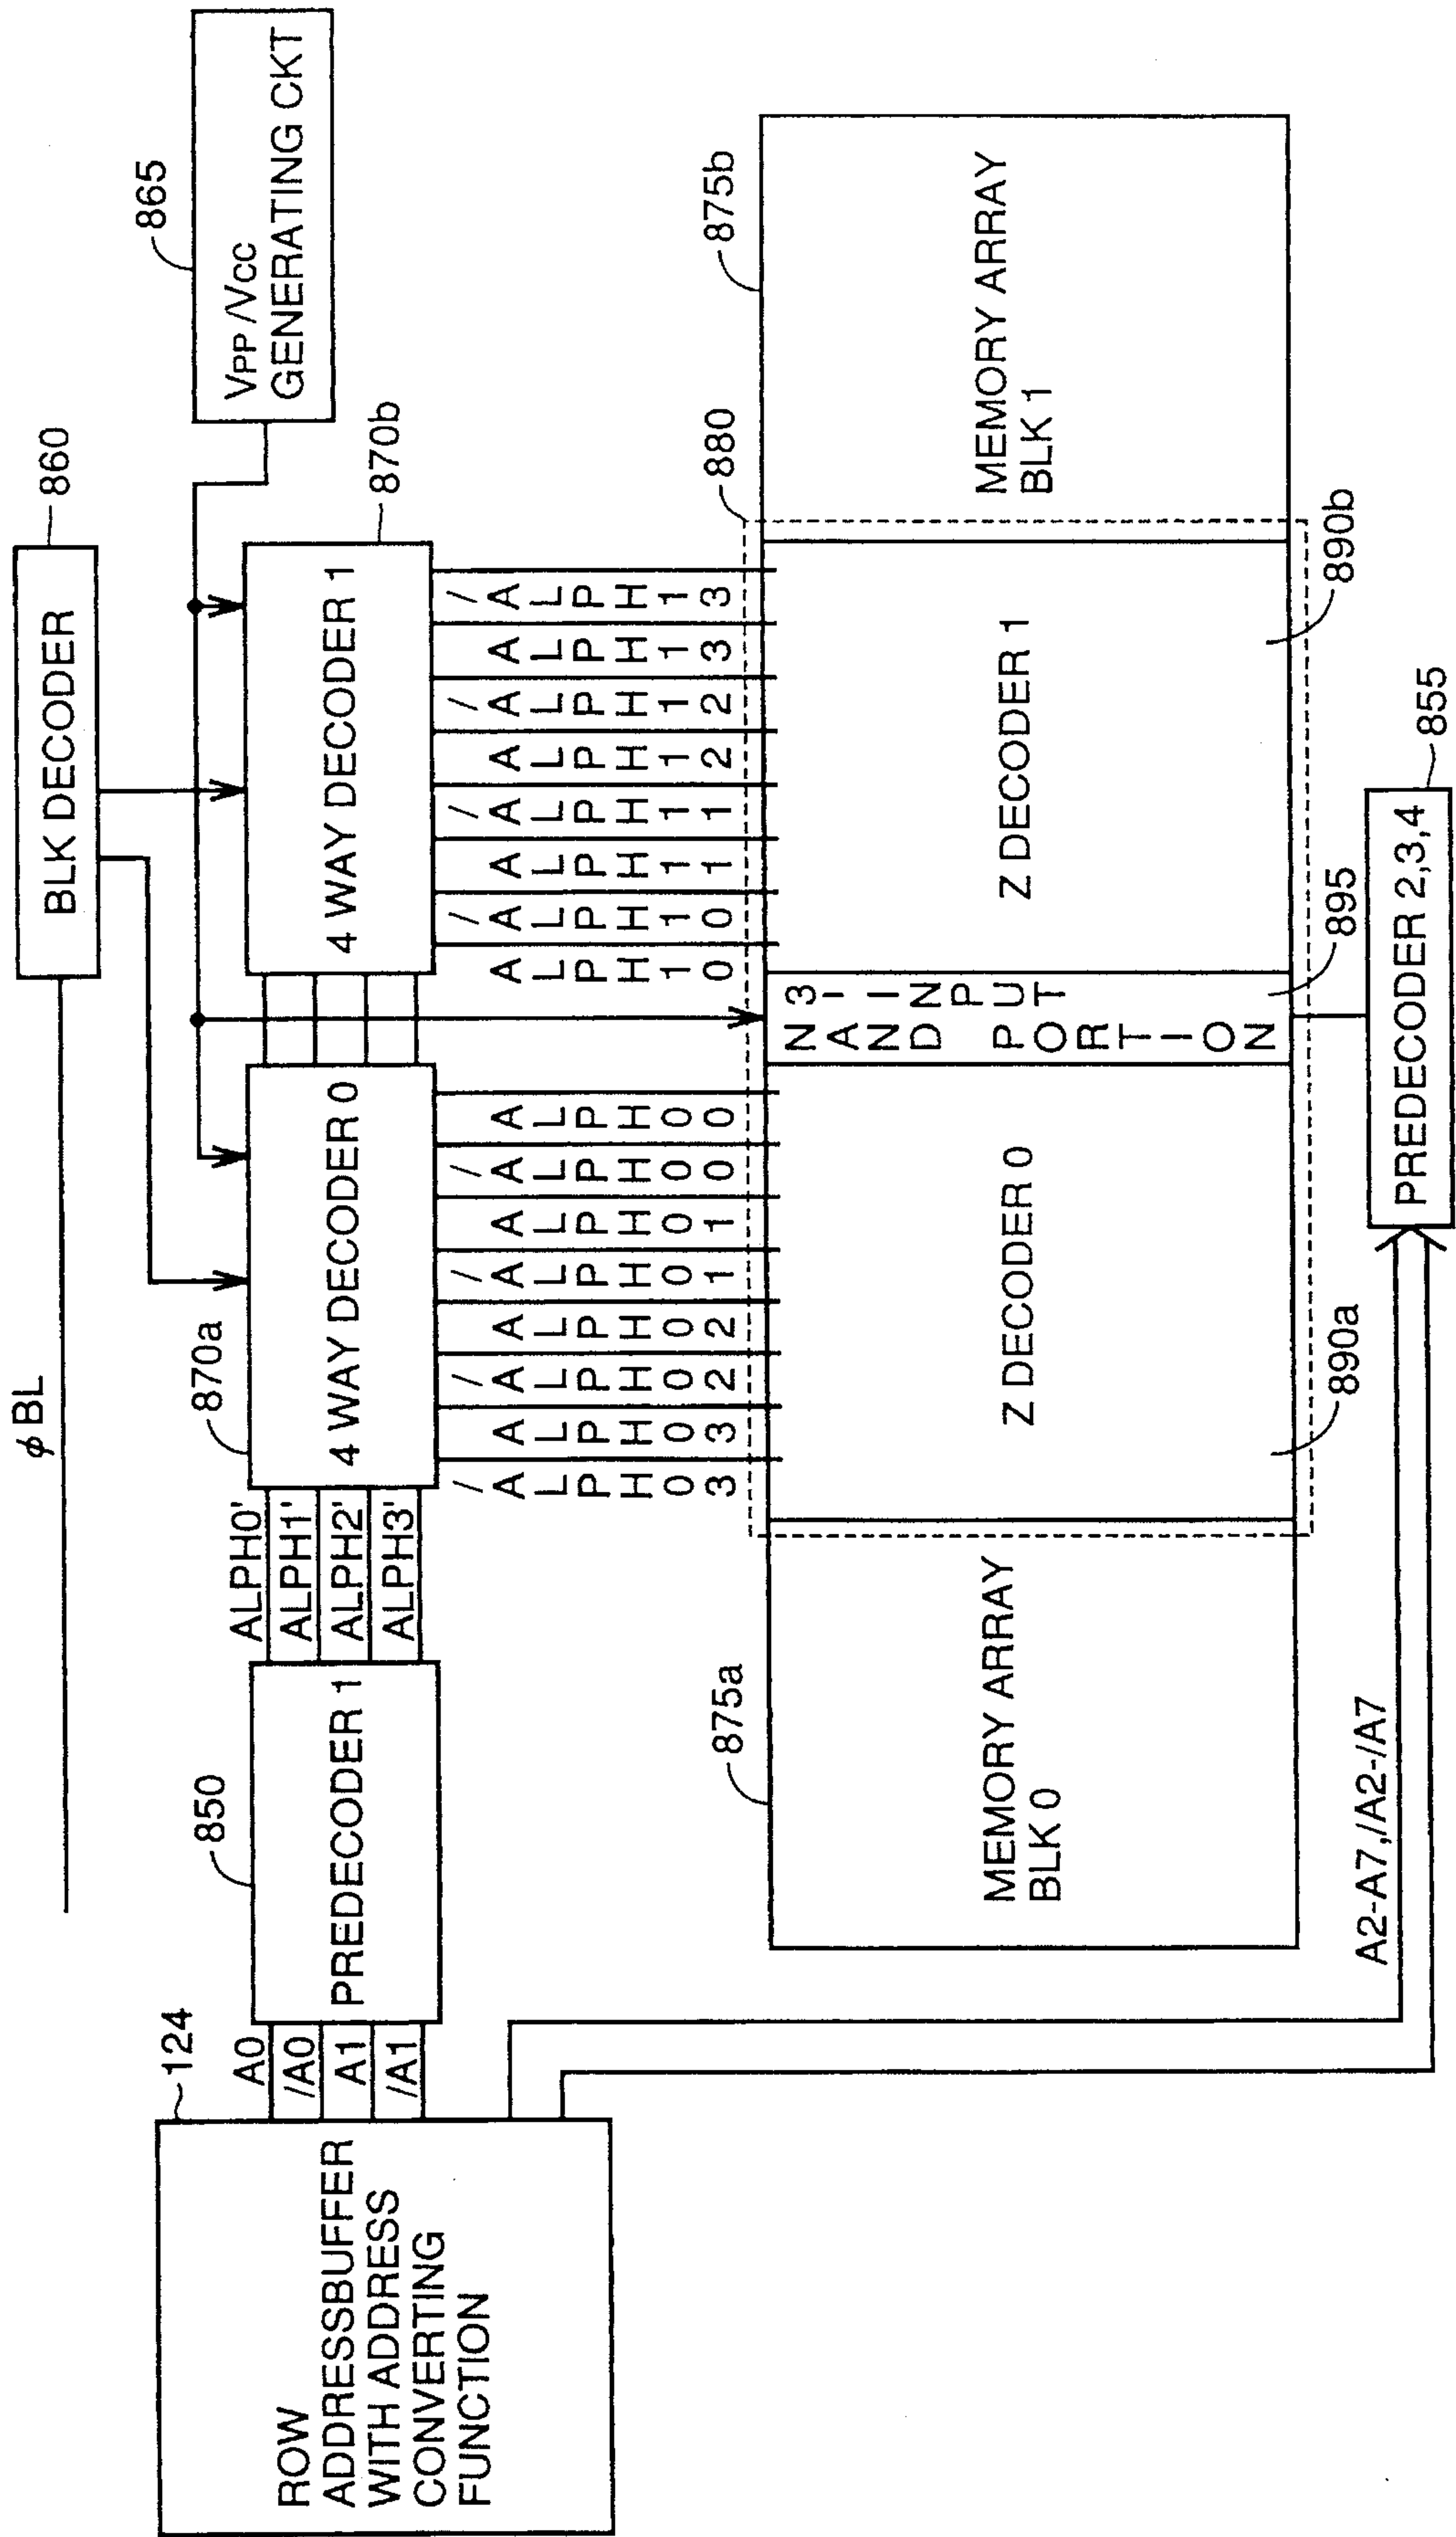 φ BL
BLK DECODER
860
865
VPP/VCC
GENERATING CKT
124
ROW
ADDRESSBUFFER
WITH ADDRESS
CONVERTING
FUNCTION
A0
/A0
A1
/A1
850
PREDECODER 1
ALPH0'
ALPH1'
ALPH2'
ALPH3'
870a
4 WAY DECODER 0
4 WAY DECODER 1
870b
/ALPH03
ALPH03
/ALPH02
ALPH02
/ALPH01
ALPH01
/ALPH00
ALPH00
ALPH10
/ALPH10
ALPH11
/ALPH11
ALPH12
/ALPH12
ALPH13
/ALPH13
875a
MEMORY ARRAY
BLK 0
Z DECODER 0
890a
3-INPUT
NAND PORTION
895
Z DECODER 1
890b
880
875b
MEMORY ARRAY
BLK 1
A2-A7,/A2-/A7
PREDECODER 2,3,4
855